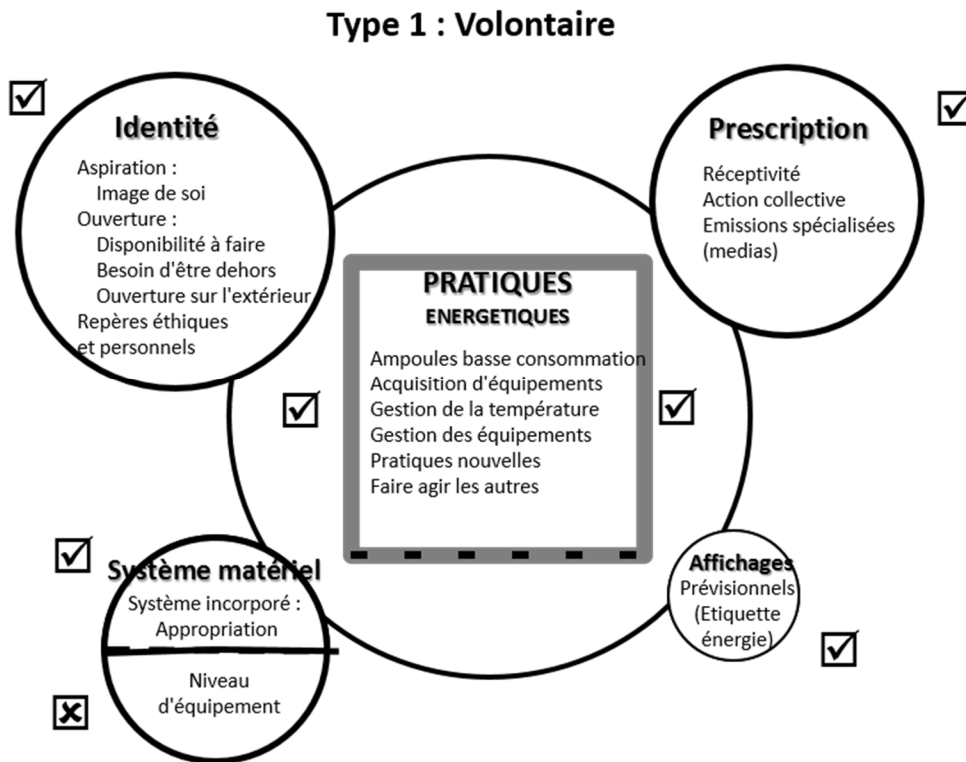 Type 1 : Volontaire
Identité
Aspiration :
Image de soi
Ouverture :
Disponibilité à faire
Besoin d'être dehors
Ouverture sur l'extérieur
Repères éthiques
et personnels
Prescription
Réceptivité
Action collective
Emissions spécialisées
(medias)
PRATIQUES
ENERGETIQUES
Ampoules basse consommation
Acquisition d'équipements
Gestion de la température
Gestion des équipements
Pratiques nouvelles
Faire agir les autres
Système matériel
Système incorporé :
Appropriation
Niveau
d'équipement
Affichages
Prévisionnels
(Etiquette
énergie)